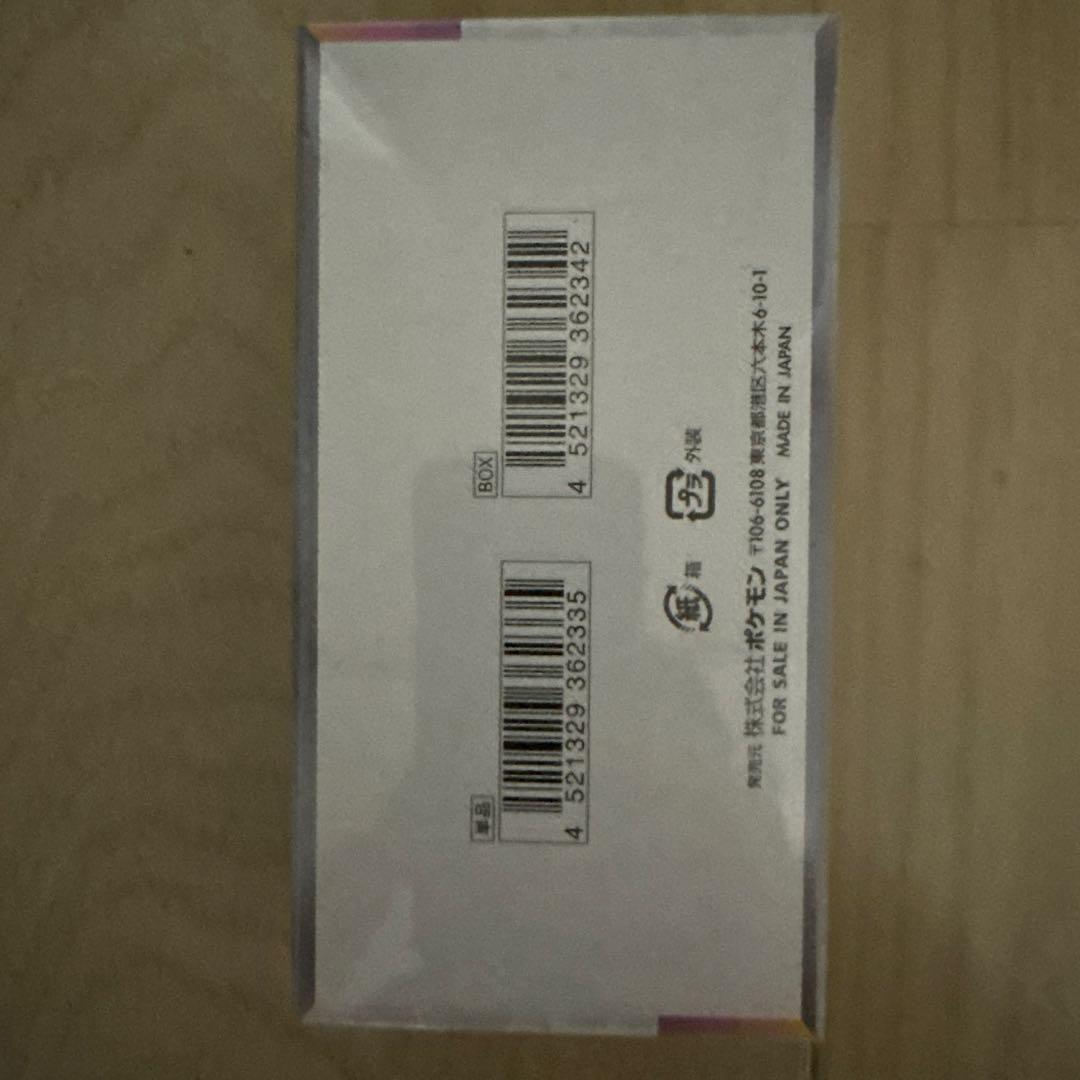 単品
4 521329 362335
BOX
4 521329 362342
紙 箱
プラ 外装
発売元 株式会社 ポケモン 〒106-6108 東京都港区六本木6-10-1
FOR SALE IN JAPAN ONLY MADE IN JAPAN